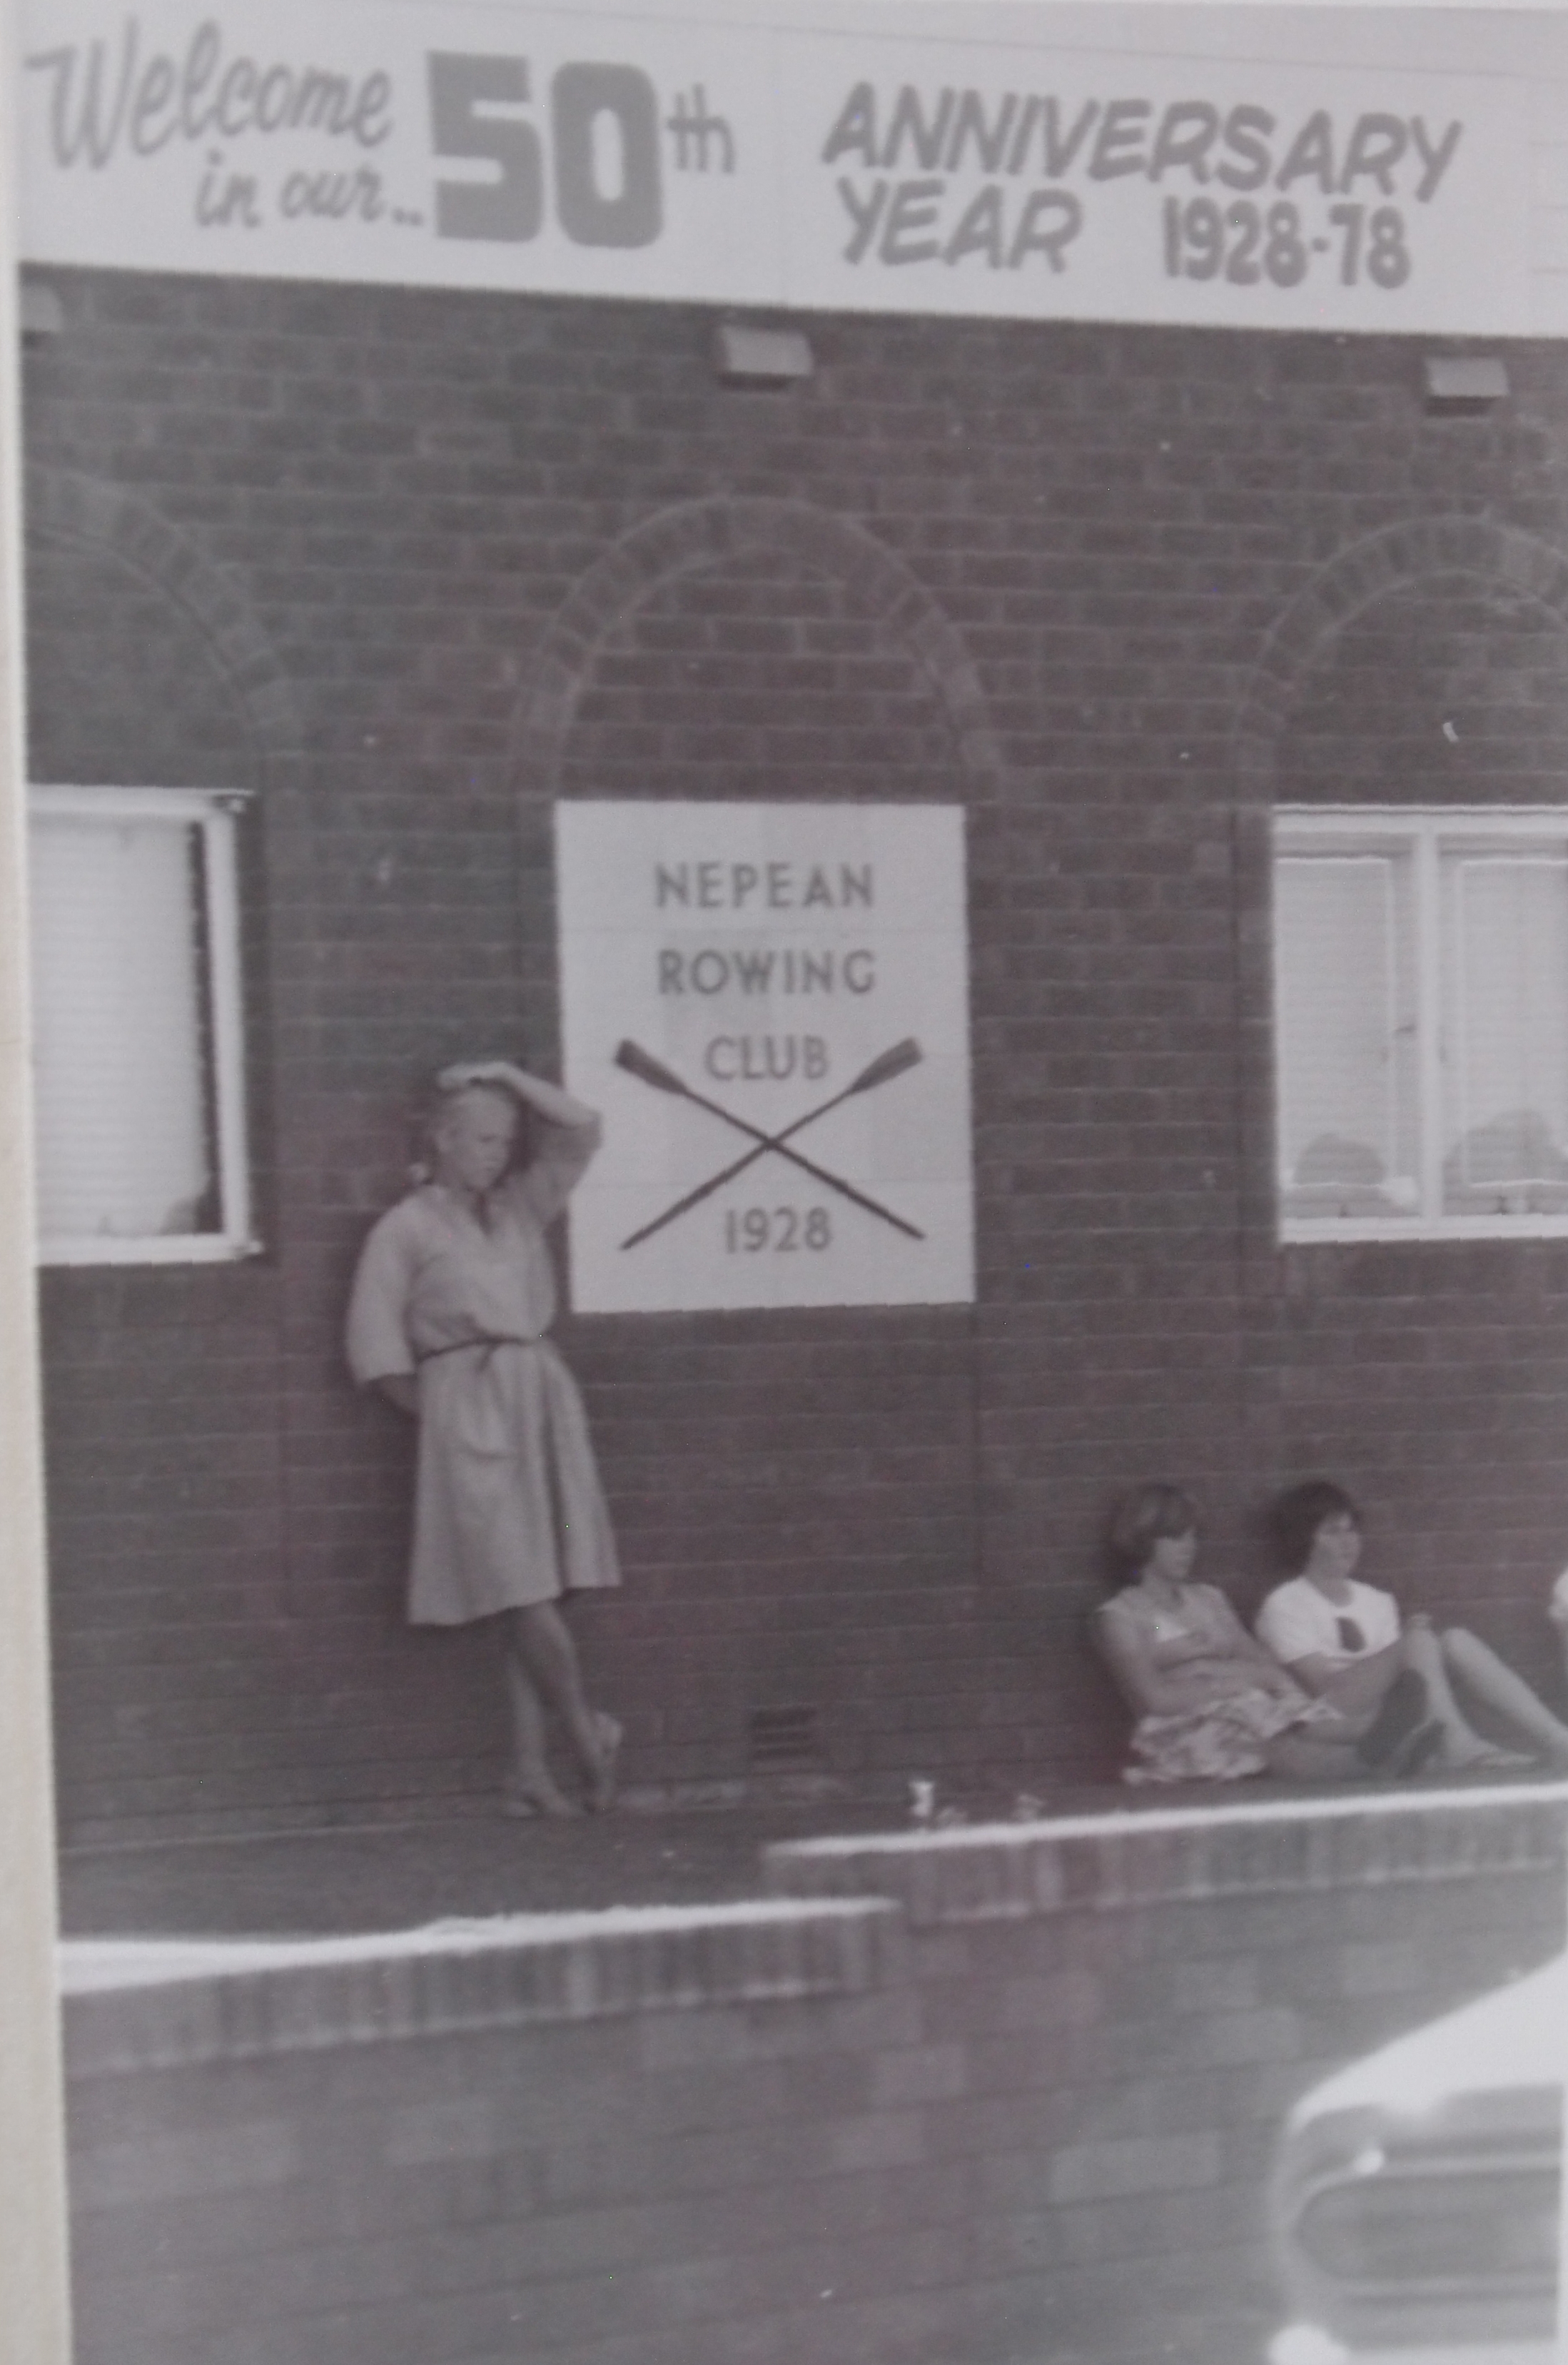 Welcome
in our.. 50th
ANNIVERSARY
YEAR 1928-78
NEPEAN
ROWING
CLUB
1928